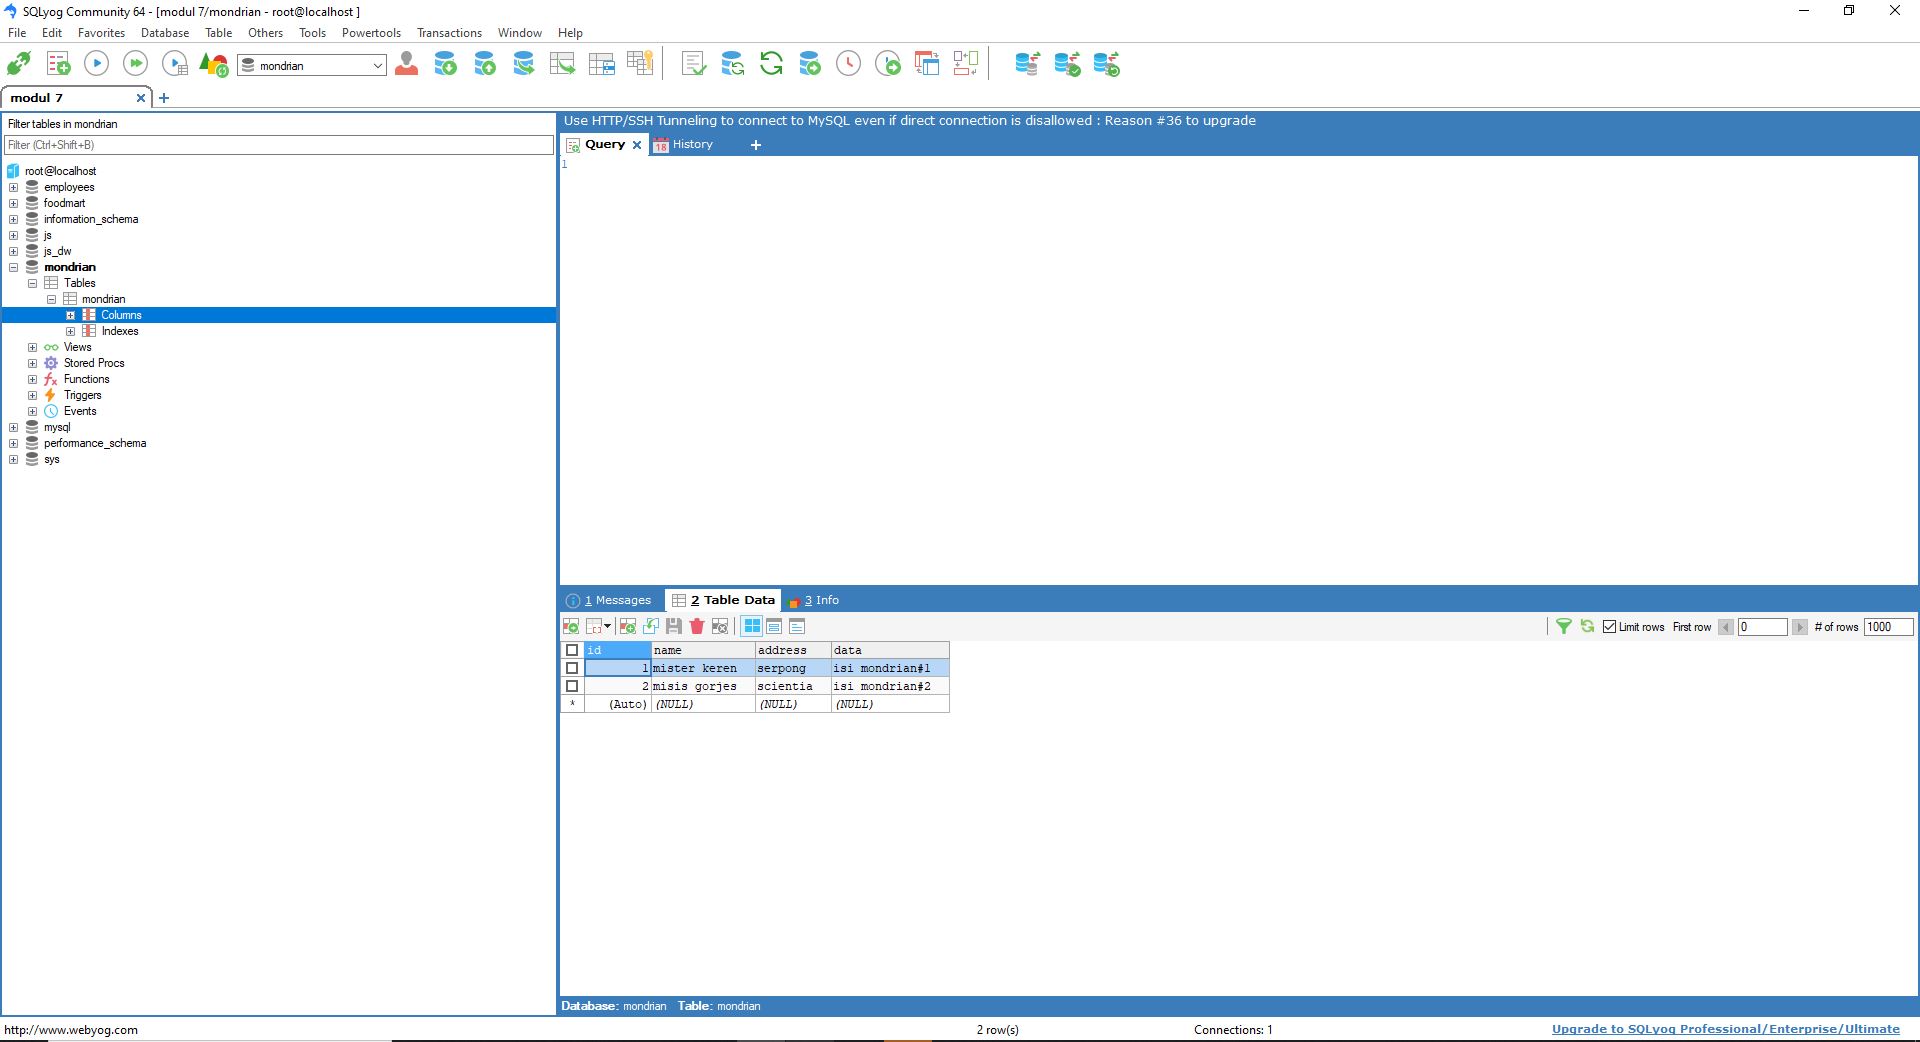 SQLyog Community 64 - [modul 7/mondrian - root@localhost ]
File Edit Favorites Database Table Others Tools Powertools Transactions Window Help
mondrian
modul 7
Filter tables in mondrian
Filter (Ctrl+Shift+B)
root@localhost
employees
foodmart
information_schema
js
js_dw
mondrian
Tables
mondrian
Columns
Indexes
Views
Stored Procs
Functions
Triggers
Events
mysql
performance_schema
sys
Use HTTP/SSH Tunneling to connect to MySQL even if direct connection is disallowed : Reason #36 to upgrade
Query 18 History
1
1 Messages 2 Table Data 3 Info
Limit rows First row 0 # of rows 1000
id name address data
1 mister keren serpong isi mondrian#1
2 misis gorjes scientia isi mondrian#2
* (Auto) (NULL) (NULL) (NULL)
Database: mondrian Table: mondrian
http://www.webyog.com 2 row(s) Connections: 1 Upgrade to SQLyog Professional/Enterprise/Ultimate